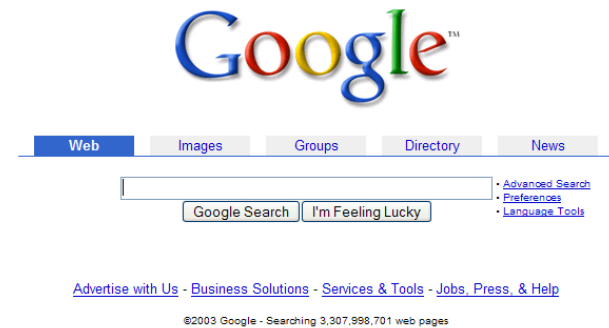 Google™
Web Images Groups Directory News
• Advanced Search
• Preferences
• Language Tools
Google Search I'm Feeling Lucky
Advertise with Us - Business Solutions - Services & Tools - Jobs, Press, & Help
©2003 Google - Searching 3,307,998,701 web pages